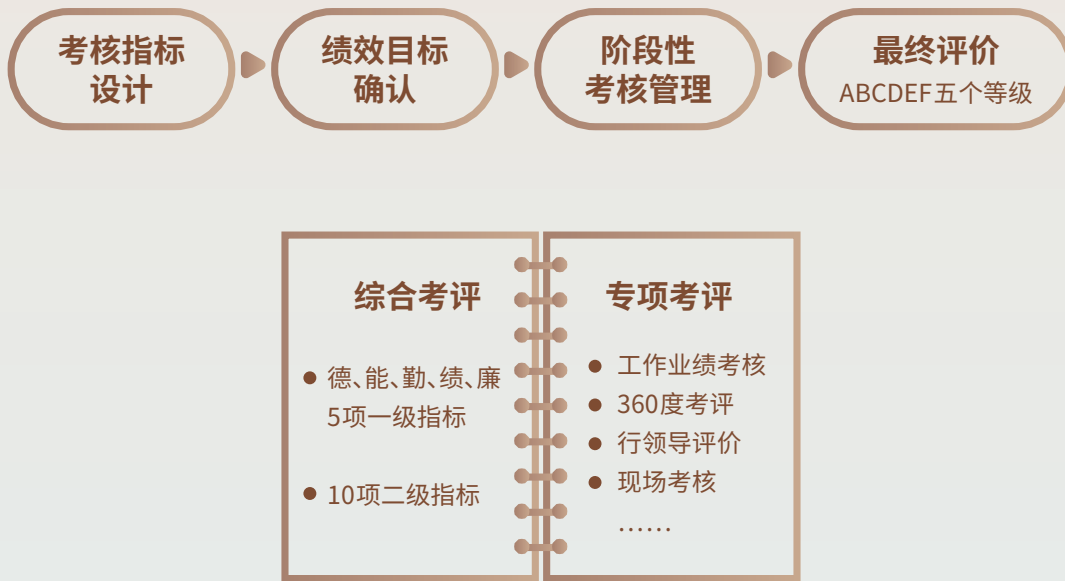 考核指标
设计
绩效目标
确认
阶段性
考核管理
最终评价
ABCDEF五个等级
综合考评
德、能、勤、绩、廉
5项一级指标
10项二级指标
专项考评
工作业绩考核
360度考评
行领导评价
现场考核
……